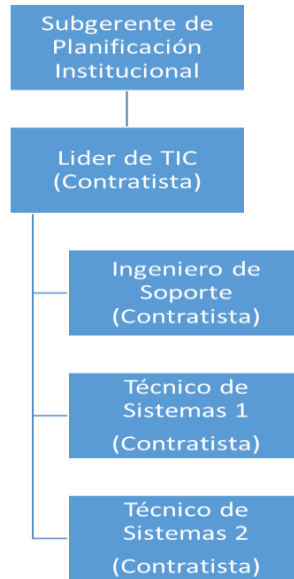 Subgerente de
Planificación
Institucional
Lider de TIC
(Contratista)
Ingeniero de
Soporte
(Contratista)
Técnico de
Sistemas 1
(Contratista)
Técnico de
Sistemas 2
(Contratista)